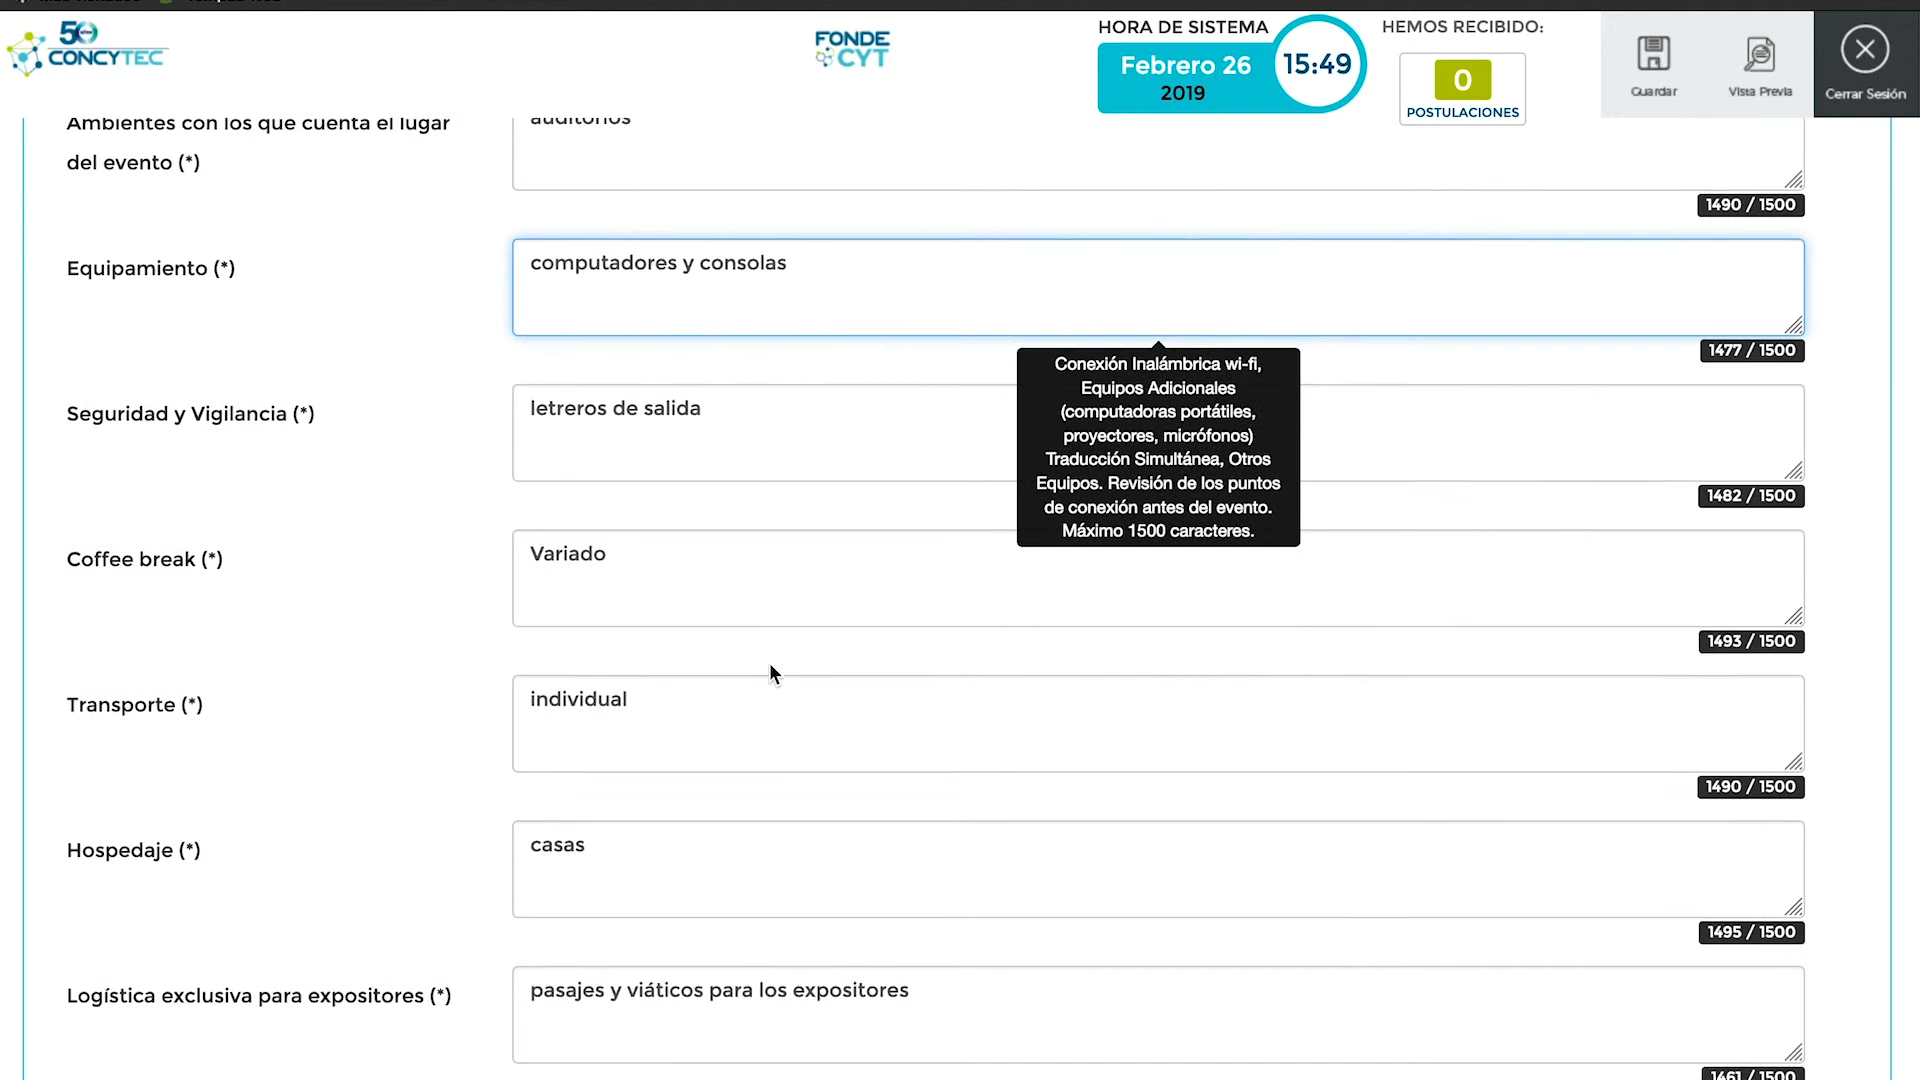 HORA DE SISTEMA
HEMOS RECIBIDO:
50
CONCYTEC
FONDE
CYT
Febrero 26
2019
15:49
0
POSTULACIONES
Guardar
Vista Previa
Cerrar Sesión
Ambientes con los que cuenta el lugar
del evento (*)
auditorios
1490 / 1500
Equipamiento (*)
computadores y consolas
1477 / 1500
Conexión Inalámbrica wi-fi,
Equipos Adicionales
(computadoras portátiles,
proyectores, micrófonos)
Traducción Simultánea, Otros
Equipos. Revisión de los puntos
de conexión antes del evento.
Máximo 1500 caracteres.
Seguridad y Vigilancia (*)
letreros de salida
1482 / 1500
Coffee break (*)
Variado
1493 / 1500
Transporte (*)
individual
1490 / 1500
Hospedaje (*)
casas
1495 / 1500
Logística exclusiva para expositores (*)
pasajes y viáticos para los expositores
1461 / 1500